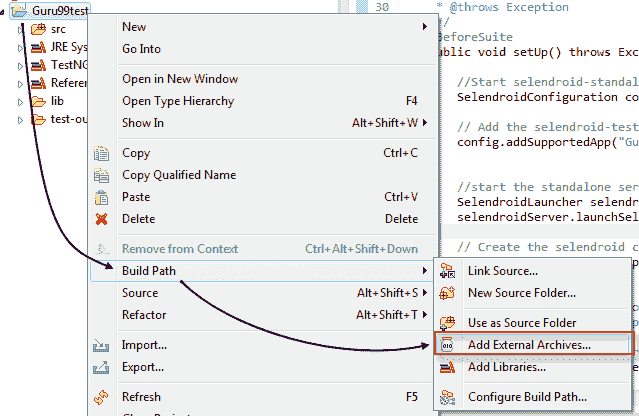 Guru99test
src
JRE Sys
TestNG
Referen
lib
test-ou
New
Go Into
Open in New Window
Open Type Hierarchy F4
Show In Alt+Shift+W
Copy Ctrl+C
Copy Qualified Name
Paste Ctrl+V
Delete Delete
Remove from Context Ctrl+Alt+Shift+Down
Build Path
Source Alt+Shift+S
Refactor Alt+Shift+T
Import...
Export...
Refresh F5
Link Source...
New Source Folder...
Use as Source Folder
Add External Archives...
Add Libraries...
Configure Build Path...
30 * @throws Exception
*/
BeforeSuite
public void setUp() throws Exc
//Start selendroid-standal
SelendroidConfiguration co
// Add the selendroid-test
config.addSupportedApp("Gu
//start the standalone ser
SelendroidLauncher selendr
selendroidServer.launchSel
// Create the selendroid c